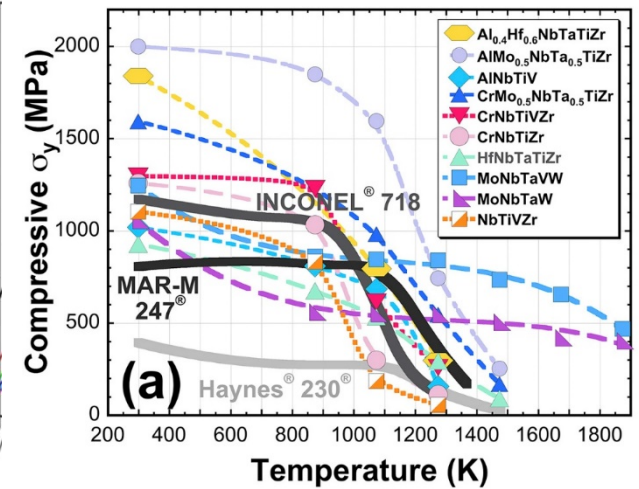 2000
1500
1000
500
0
Compressive σy (MPa)
Al0.4Hf0.6NbTaTiZr
AlMo0.5NbTa0.5TiZr
AlNbTiV
CrMo0.5NbTa0.5TiZr
CrNbTiVZr
CrNbTiZr
HfNbTaTiZr
MoNbTaVW
MoNbTaW
NbTiVZr
INCONEL® 718
MAR-M
247®
(a)
Haynes® 230®
200 400 600 800 1000 1200 1400 1600 1800
Temperature (K)